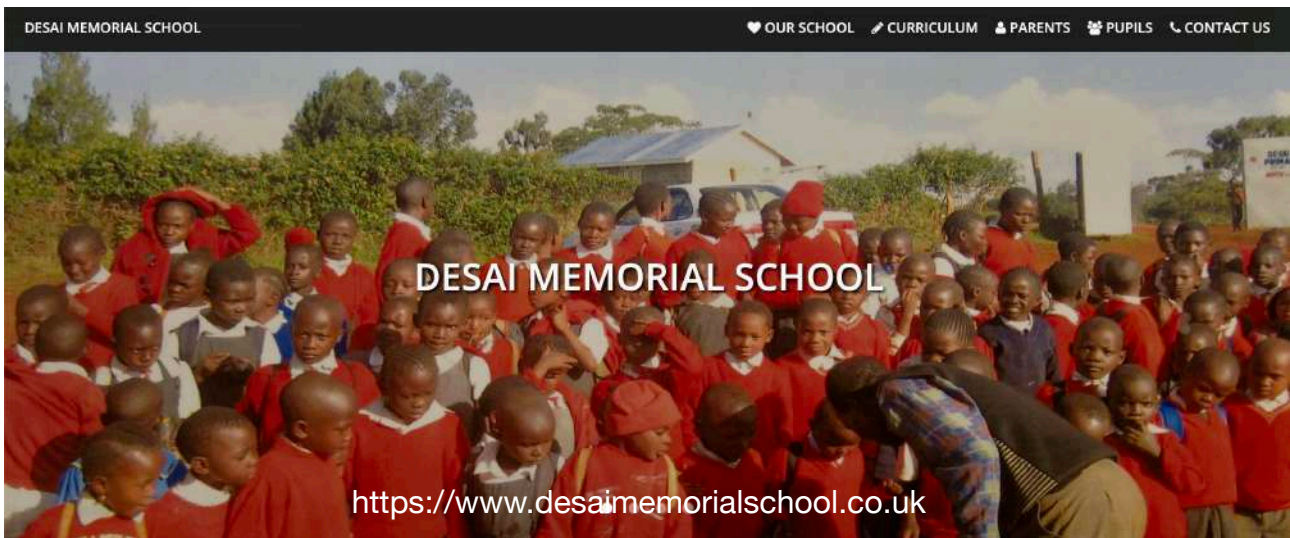 DESAI MEMORIAL SCHOOL OUR SCHOOL CURRICULUM PARENTS PUPILS CONTACT US
DESAI MEMORIAL SCHOOL
https://www.desaimemorialschool.co.uk